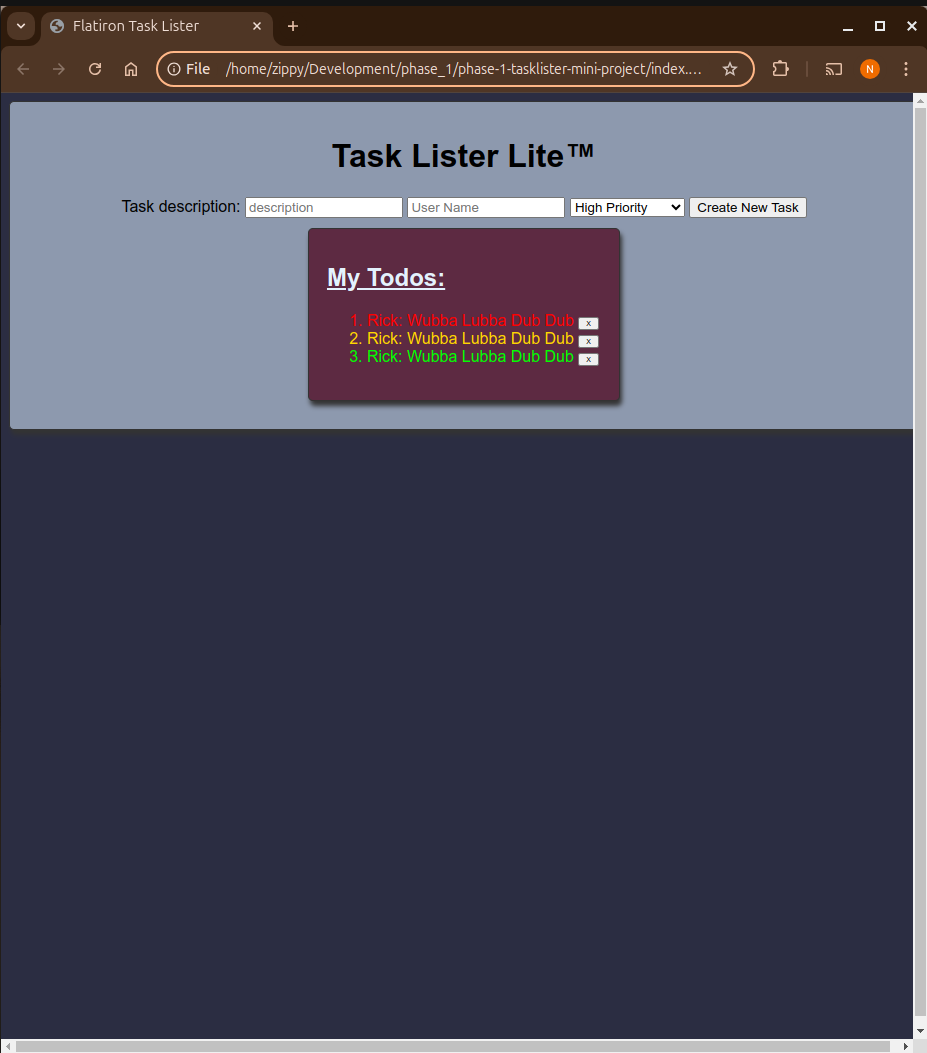 Flatiron Task Lister
File /home/zippy/Development/phase_1/phase-1-tasklister-mini-project/index.... N
Task Lister Lite™
Task description: description User Name High Priority Create New Task
My Todos:
1. Rick: Wubba Lubba Dub Dub x
2. Rick: Wubba Lubba Dub Dub x
3. Rick: Wubba Lubba Dub Dub x